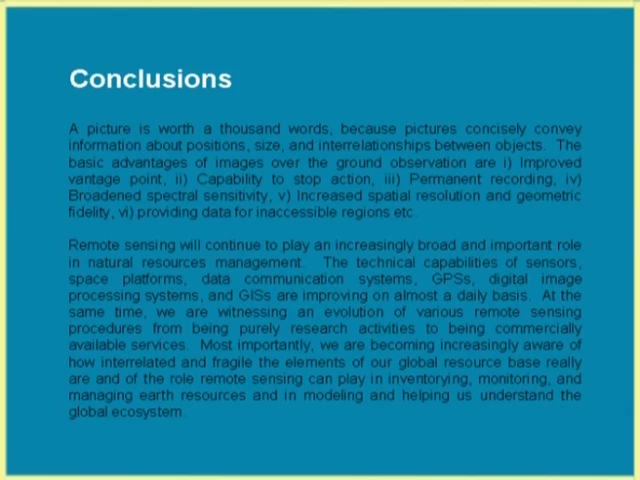 Conclusions
A picture is worth a thousand words, because pictures concisely convey
information about positions, size, and interrelationships between objects. The
basic advantages of images over the ground observation are i) Improved
vantage point, ii) Capability to stop action, iii) Permanent recording, iv)
Broadened spectral sensitivity, v) Increased spatial resolution and geometric
fidelity, vi) providing data for inaccessible regions etc.
Remote sensing will continue to play an increasingly broad and important role
in natural resources management. The technical capabilities of sensors,
space platforms, data communication systems, GPSs, digital image
processing systems, and GISs are improving on almost a daily basis. At the
same time, we are witnessing an evolution of various remote sensing
procedures from being purely research activities to being commercially
available services. Most importantly, we are becoming increasingly aware of
how interrelated and fragile the elements of our global resource base really
are and of the role remote sensing can play in inventorying, monitoring, and
managing earth resources and in modeling and helping us understand the
global ecosystem.